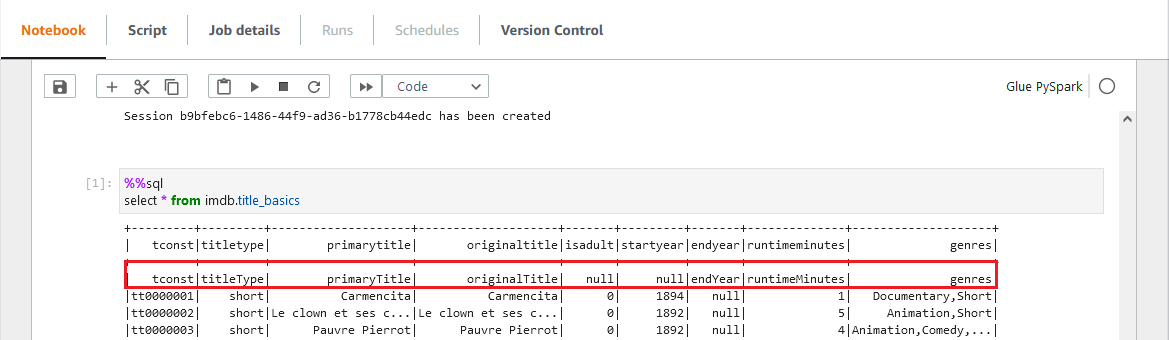 Notebook Script Job details Runs Schedules Version Control
Code Glue PySpark
Session b9bfebc6-1486-44f9-ad36-b1778cb44edc has been created
[1]: %%sql
select * from imdb.title_basics
+---------+---------+--------------------+--------------------+-------+---------+-------+--------------+--------------------+
| tconst|titletype| primarytitle| originaltitle|isadult|startyear|endyear|runtimeminutes| genres|
| tconst|titleType| primaryTitle| originalTitle| null| null|endYear|runtimeMinutes| genres|
|tt0000001| short| Carmencita| Carmencita| 0| 1894| null| 1| Documentary,Short|
|tt0000002| short|Le clown et ses c...|Le clown et ses c...| 0| 1892| null| 5| Animation,Short|
|tt0000003| short| Pauvre Pierrot| Pauvre Pierrot| 0| 1892| null| 4|Animation,Comedy,...|